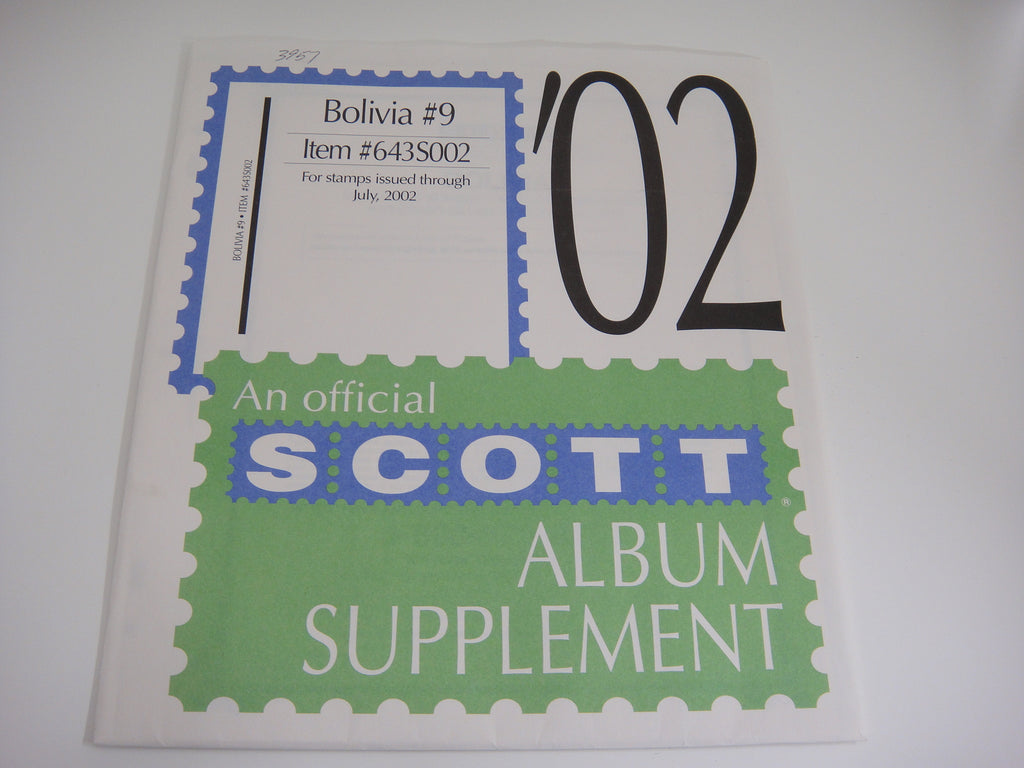 3957
Bolivia #9
Item #643S002
For stamps issued through
July, 2002
BOLIVIA #9 • ITEM #643S002
'02
An official
SCOTT®
ALBUM
SUPPLEMENT